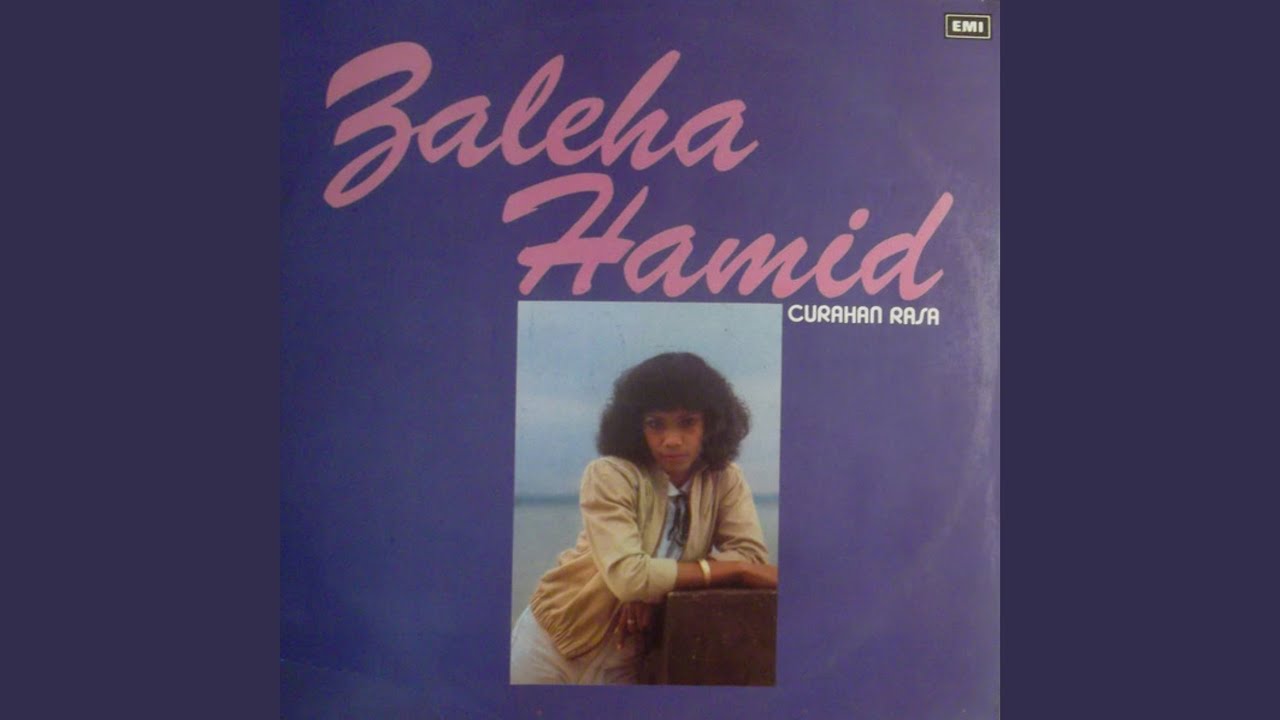 EMI
Zaleha
Hamid
CURAHAN RASA